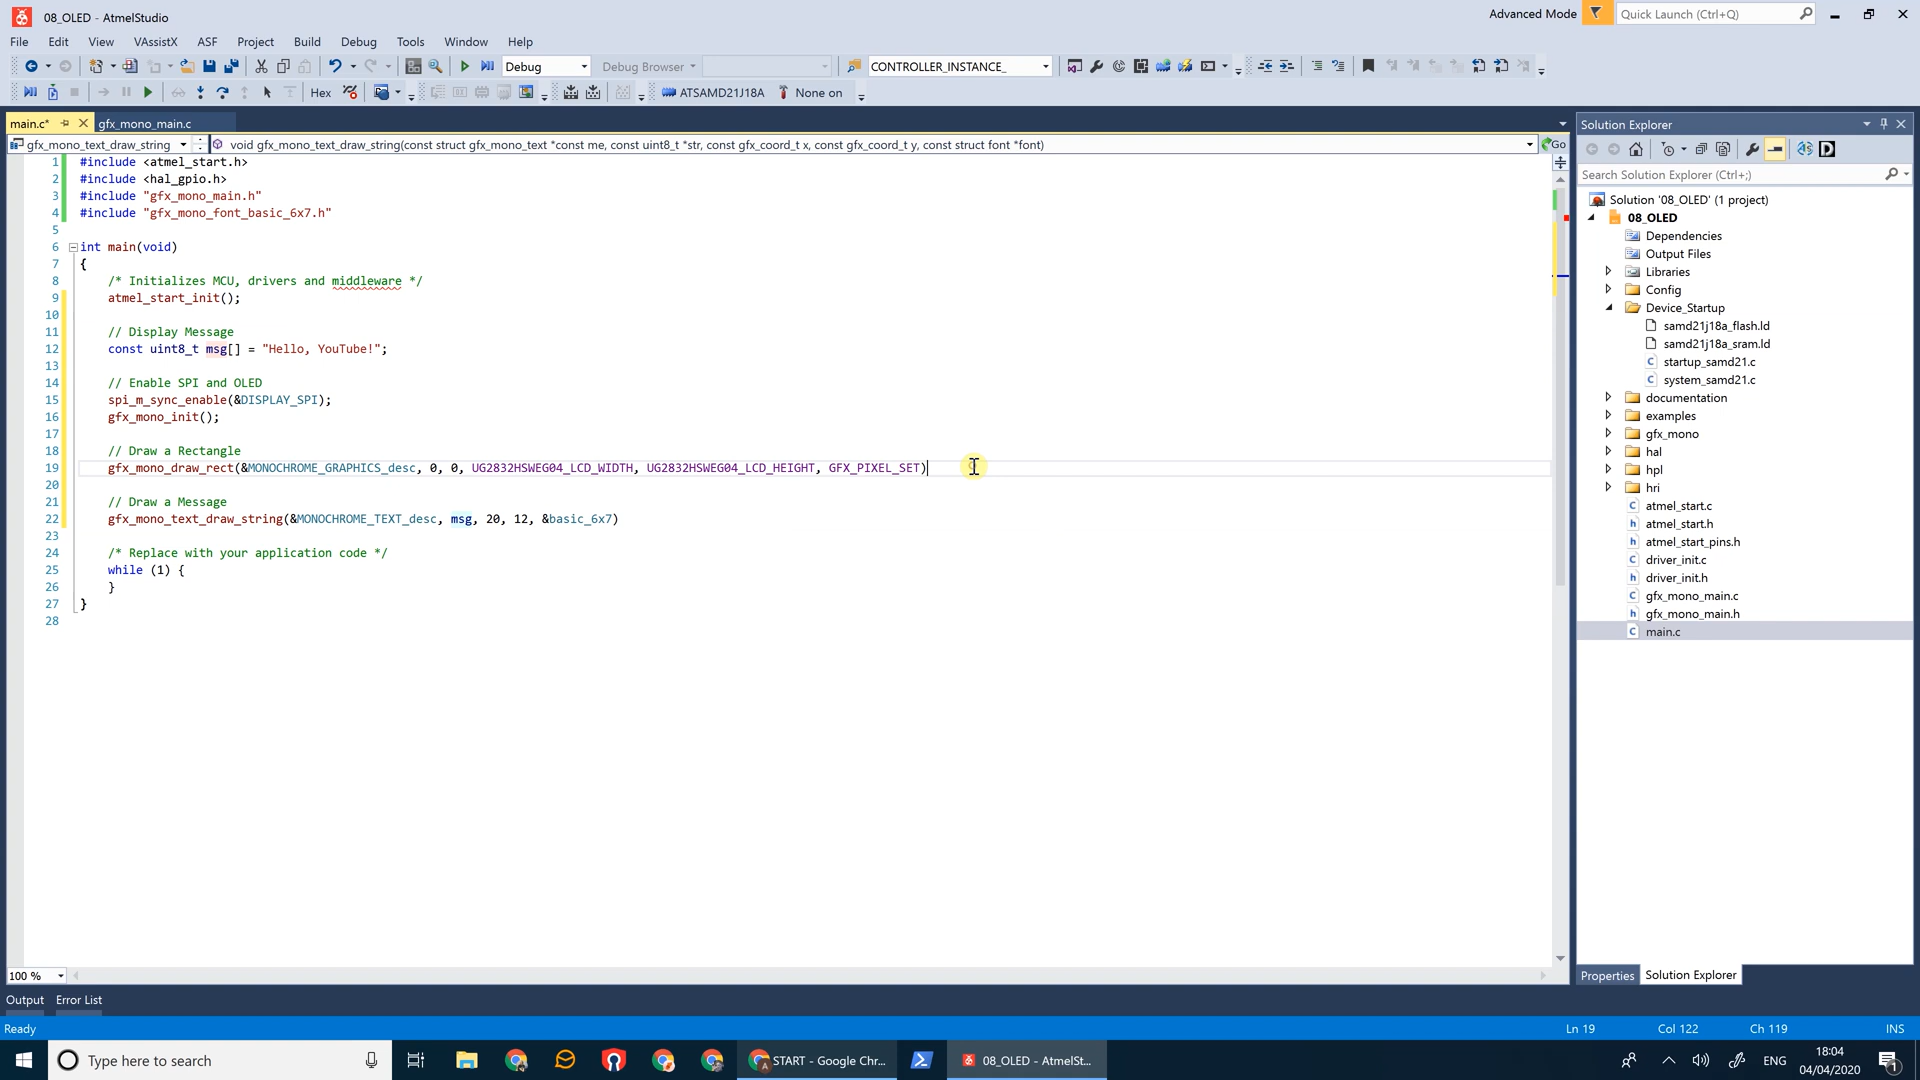 08_OLED - AtmelStudio
Advanced Mode
Quick Launch (Ctrl+Q)
File Edit View VAssistX ASF Project Build Debug Tools Window Help
Debug
Debug Browser
CONTROLLER_INSTANCE_
Hex
ATSAMD21J18A
None on
main.c*
gfx_mono_main.c
gfx_mono_text_draw_string
void gfx_mono_text_draw_string(const struct gfx_mono_text *const me, const uint8_t *str, const gfx_coord_t x, const gfx_coord_t y, const struct font *font)
Go
1 #include <atmel_start.h>
2 #include <hal_gpio.h>
3 #include "gfx_mono_main.h"
4 #include "gfx_mono_font_basic_6x7.h"
5
6 int main(void)
7 {
8 /* Initializes MCU, drivers and middleware */
9 atmel_start_init();
10
11 // Display Message
12 const uint8_t msg[] = "Hello, YouTube!";
13
14 // Enable SPI and OLED
15 spi_m_sync_enable(&DISPLAY_SPI);
16 gfx_mono_init();
17
18 // Draw a Rectangle
19 gfx_mono_draw_rect(&MONOCHROME_GRAPHICS_desc, 0, 0, UG2832HSWEG04_LCD_WIDTH, UG2832HSWEG04_LCD_HEIGHT, GFX_PIXEL_SET)
20
21 // Draw a Message
22 gfx_mono_text_draw_string(&MONOCHROME_TEXT_desc, msg, 20, 12, &basic_6x7)
23
24 /* Replace with your application code */
25 while (1) {
26 }
27 }
28
100 %
Solution Explorer
Search Solution Explorer (Ctrl+;)
Solution '08_OLED' (1 project)
08_OLED
Dependencies
Output Files
Libraries
Config
Device_Startup
samd21j18a_flash.ld
samd21j18a_sram.ld
startup_samd21.c
system_samd21.c
documentation
examples
gfx_mono
hal
hpl
hri
atmel_start.c
atmel_start.h
atmel_start_pins.h
driver_init.c
driver_init.h
gfx_mono_main.c
gfx_mono_main.h
main.c
Properties
Solution Explorer
Output
Error List
Ready
Ln 19
Col 122
Ch 119
INS
Type here to search
START - Google Chr...
08_OLED - AtmelSt...
ENG
18:04
04/04/2020
1